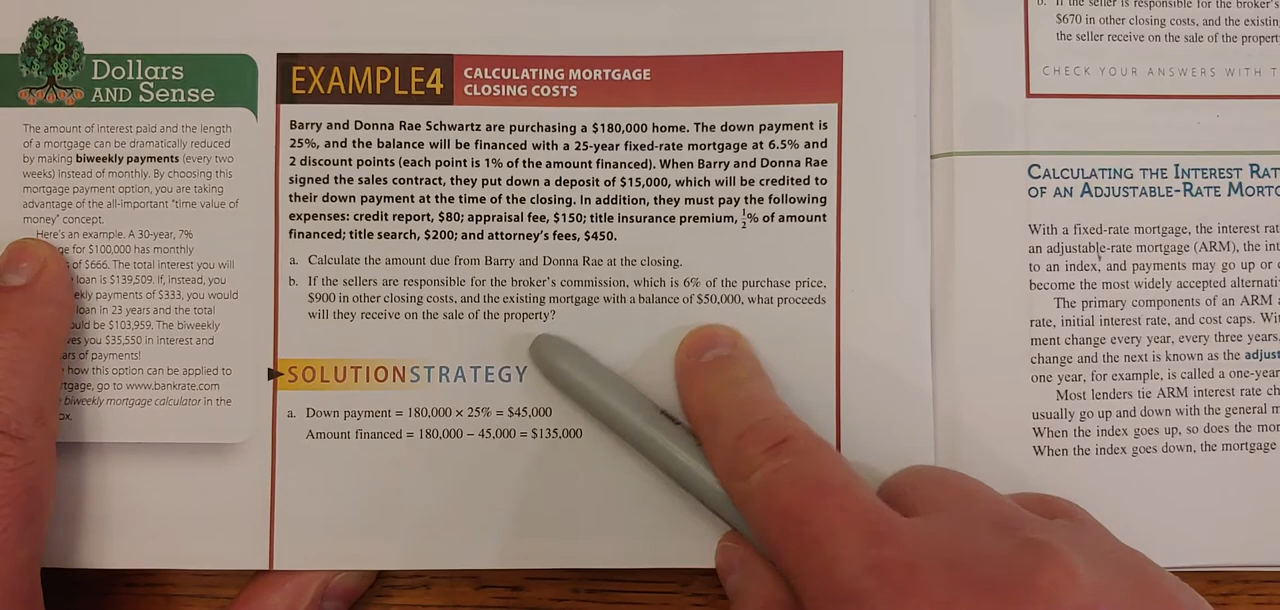 Dollars
AND Sense
The amount of interest paid and the length
of a mortgage can be dramatically reduced
by making biweekly payments (every two
weeks) instead of monthly. By choosing this
mortgage payment option, you are taking
advantage of the all-important "time value of
money" concept.
Here's an example. A 30-year, 7%
for $100,000 has monthly
of $666. The total interest you will
loan is $139,509. If, instead, you
payments of $333, you would
loan in 23 years and the total
be $103,959. The biweekly
you $35,550 in interest and
of payments!
how this option can be applied to
go to www.bankrate.com
biweekly mortgage calculator in the
EXAMPLE4
CALCULATING MORTGAGE
CLOSING COSTS
Barry and Donna Rae Schwartz are purchasing a $180,000 home. The down payment is
25%, and the balance will be financed with a 25-year fixed-rate mortgage at 6.5% and
2 discount points (each point is 1% of the amount financed). When Barry and Donna Rae
signed the sales contract, they put down a deposit of $15,000, which will be credited to
their down payment at the time of the closing. In addition, they must pay the following
expenses: credit report, $80; appraisal fee, $150; title insurance premium, ½% of amount
financed; title search, $200; and attorney's fees, $450.
a. Calculate the amount due from Barry and Donna Rae at the closing.
b. If the sellers are responsible for the broker's commission, which is 6% of the purchase price,
$900 in other closing costs, and the existing mortgage with a balance of $50,000, what proceeds
will they receive on the sale of the property?
SOLUTIONSTRATEGY
a. Down payment = 180,000 × 25% = $45,000
Amount financed = 180,000 − 45,000 = $135,000
b. If the seller is responsible for the broker's
$670 in other closing costs, and the
the seller receive on the sale of the
CHECK YOUR ANSWERS WITH
CALCULATING THE INTEREST
OF AN ADJUSTABLE-RATE
With a fixed-rate mortgage, the interest
an adjustable-rate mortgage (ARM), the
to an index, and payments may go up or
become the most widely accepted
The primary components of an ARM
rate, initial interest rate, and cost caps.
ment change every year, every three years,
change and the next is known as the
one year, for example, is called a one-year
Most lenders tie ARM interest rate
usually go up and down with the general
When the index goes up, so does the
When the index goes down, the mortgage